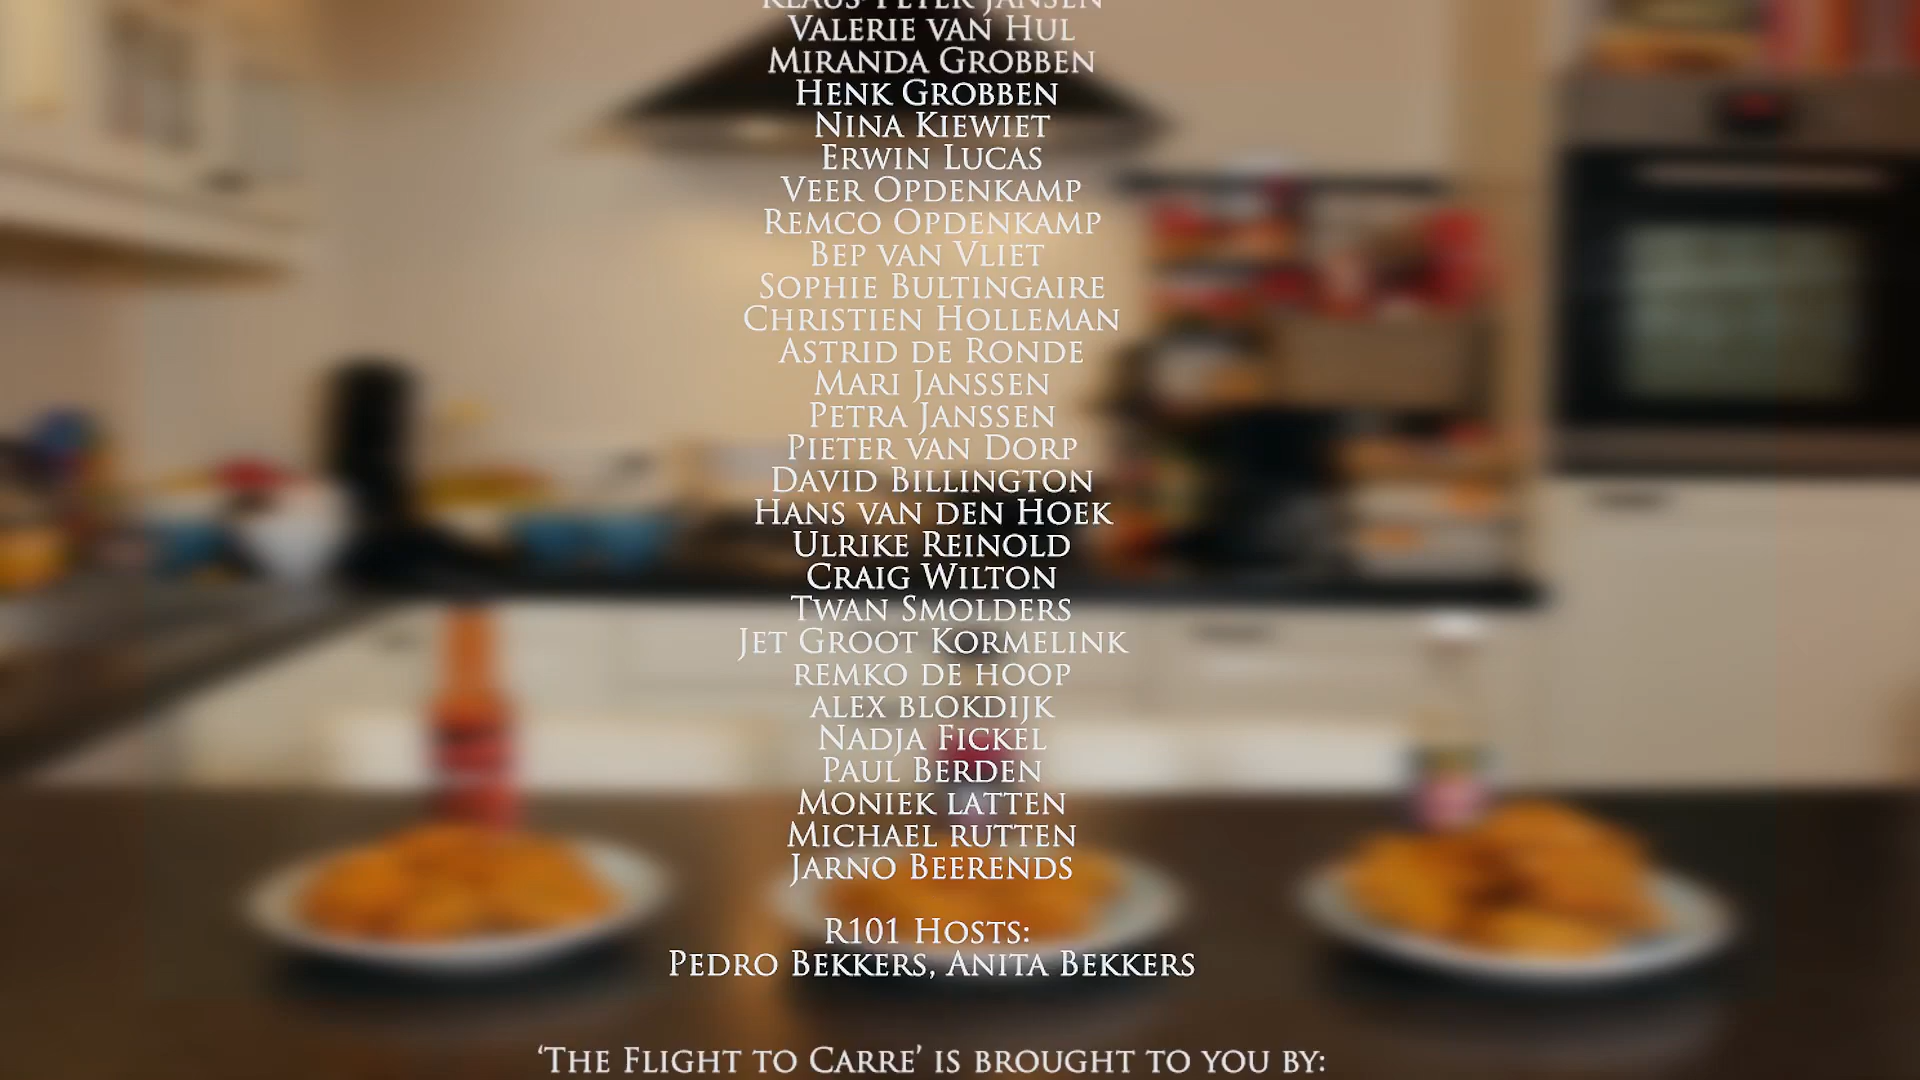 Klaus-Peter Jansen
Valerie van Hul
Miranda Grobben
Henk Grobben
Nina Kiewiet
Erwin Lucas
Veer Opdenkamp
Remco Opdenkamp
Bep van Vliet
Sophie Bultingaire
Christien Holleman
Astrid de Ronde
Mari Janssen
Petra Janssen
Pieter van Dorp
David Billington
Hans van den Hoek
Ulrike Reinold
Craig Wilton
Twan Smolders
Jet Groot Kormelink
remko de hoop
alex blokdijk
Nadja Fickel
Paul Berden
Moniek latten
Michael rutten
Jarno Beerends
R101 Hosts:
Pedro Bekkers, Anita Bekkers
‘The Flight to Carre’ is brought to you by: